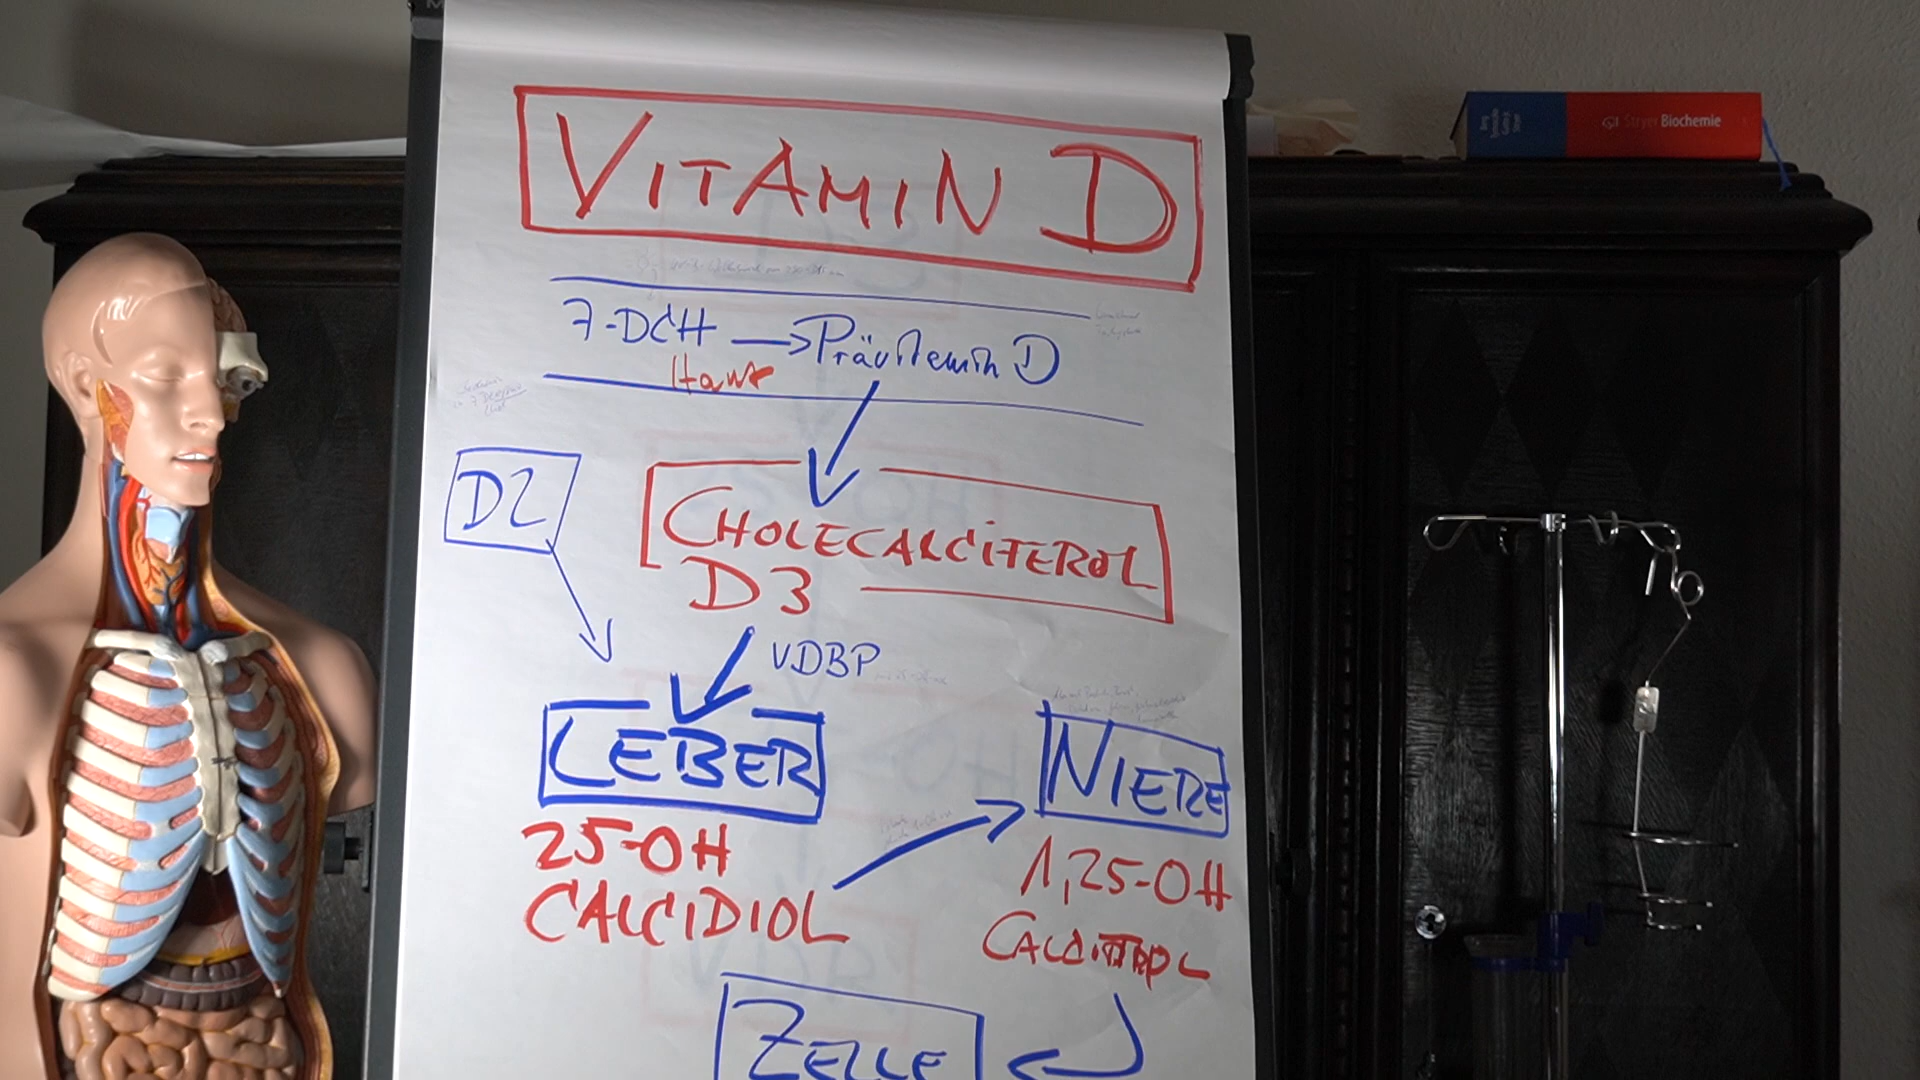 VITAMIN D
7-DCH → Prävitamin D
Haut
D2
CHOLECALCIFEROL
D3
VDBP
LEBER
NIERE
25-OH
CALCIDIOL
1,25-OH
CALCITROL
ZELLE
Stryer Biochemie